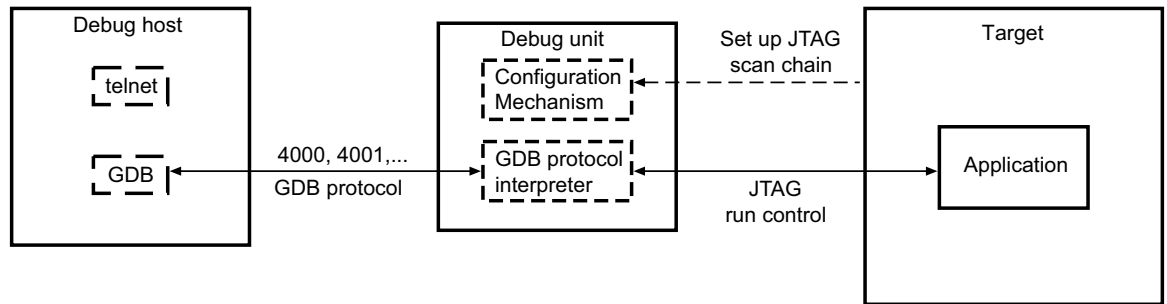 Debug host
telnet
GDB
4000, 4001,...
GDB protocol
Debug unit
Configuration
Mechanism
GDB protocol
interpreter
Set up JTAG
scan chain
JTAG
run control
Target
Application